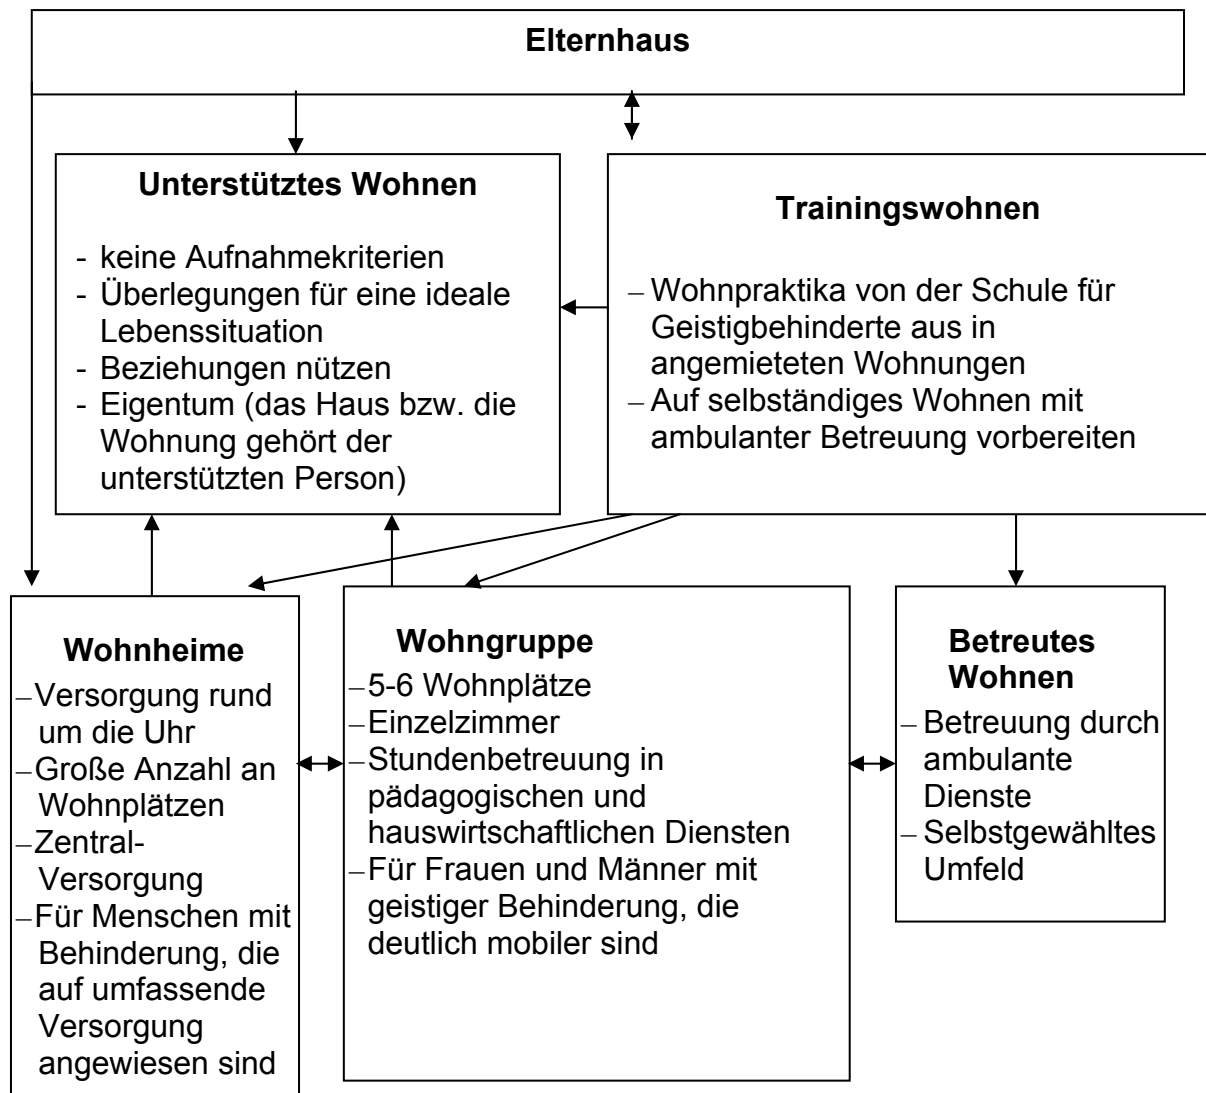 Elternhaus
Unterstütztes Wohnen
- keine Aufnahmekriterien
- Überlegungen für eine ideale
Lebenssituation
- Beziehungen nützen
- Eigentum (das Haus bzw. die
Wohnung gehört der
unterstützten Person)
Trainingswohnen
– Wohnpraktika von der Schule für
Geistigbehinderte aus in
angemieteten Wohnungen
– Auf selbständiges Wohnen mit
ambulanter Betreuung vorbereiten
Wohnheime
– Versorgung rund
um die Uhr
– Große Anzahl an
Wohnplätzen
– Zentral-
Versorgung
– Für Menschen mit
Behinderung, die
auf umfassende
Versorgung
angewiesen sind
Wohngruppe
– 5-6 Wohnplätze
– Einzelzimmer
– Stundenbetreuung in
pädagogischen und
hauswirtschaftlichen Diensten
– Für Frauen und Männer mit
geistiger Behinderung, die
deutlich mobiler sind
Betreutes
Wohnen
– Betreuung durch
ambulante
Dienste
– Selbstgewähltes
Umfeld